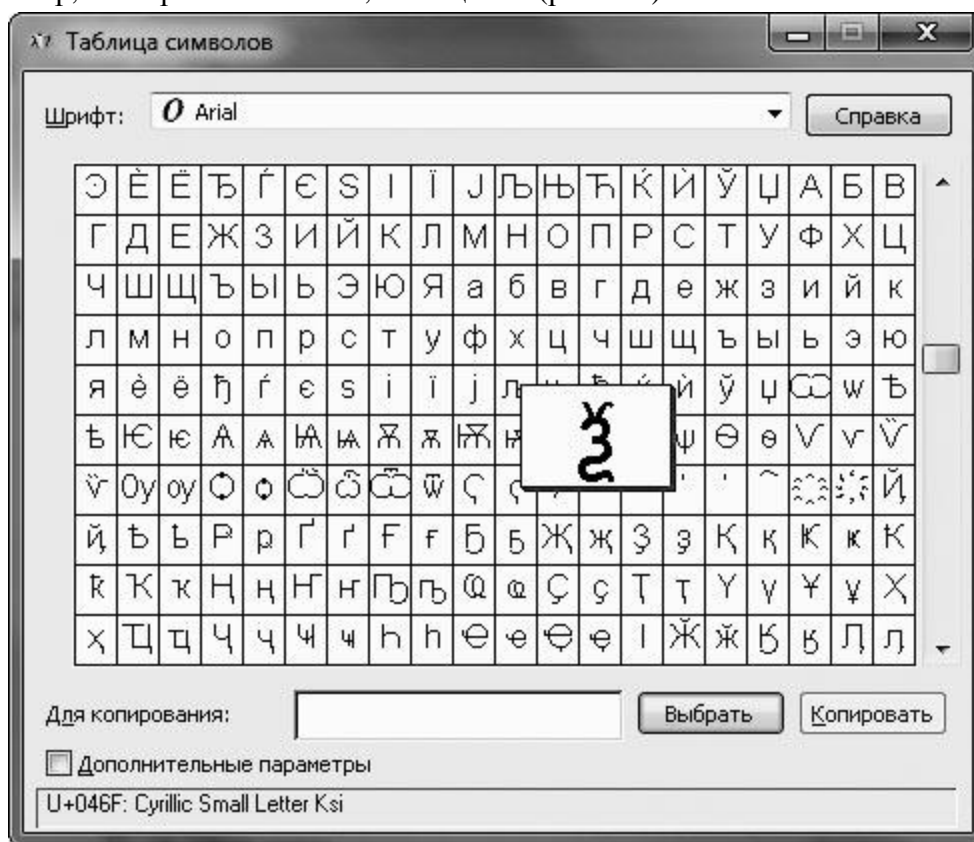 Таблица символов
Шрифт: O Arial Справка
Ͽ Ѐ Ё Ђ Ѓ Є Ѕ І Ї Ј Љ Њ Ћ Ќ Ѝ Ў Џ А Б В
Г Д Е Ж З И Й К Л М Н О П Р С Т У Ф Х Ц
Ч Ш Щ Ъ Ы Ь Э Ю Я а б в г д е ж з и й к
л м н о п р с т у ф х ц ч ш щ ъ ы ь э ю
я ѐ ё ђ ѓ є ѕ і ї ј љ ѝ ў џ Ѡ ѡ Ѣ
ѣ Ѥ ѥ Ѧ ѧ Ѩ ѩ Ѫ ѫ Ѭ ѭ ѯ ѱ Ѳ ѳ Ѵ ѵ Ѷ
ѷ Ѹ ѹ Ѻ ѻ Ѽ ѽ Ѿ ѿ Ҁ ҁ Ҋ
ҋ Ҍ ҍ Ҏ ҏ Ґ ґ Ғ ғ Ҕ ҕ Җ җ Ҙ ҙ Қ қ Ҝ ҝ Ҟ
ҟ Ҡ ҡ Ң ң Ҥ ҥ Ҧ ҧ Ҩ ҩ Ҫ ҫ Ҭ ҭ Ү ү Ұ ұ Ҳ
ҳ Ҵ ҵ Ҷ ҷ Ҹ ҹ Һ һ Ҽ ҽ Ҿ ҿ Ӏ Ӂ ӂ Ӄ ӄ Ӆ ӆ
Для копирования: Выбрать Копировать
Дополнительные параметры
U+046F: Cyrillic Small Letter Ksi